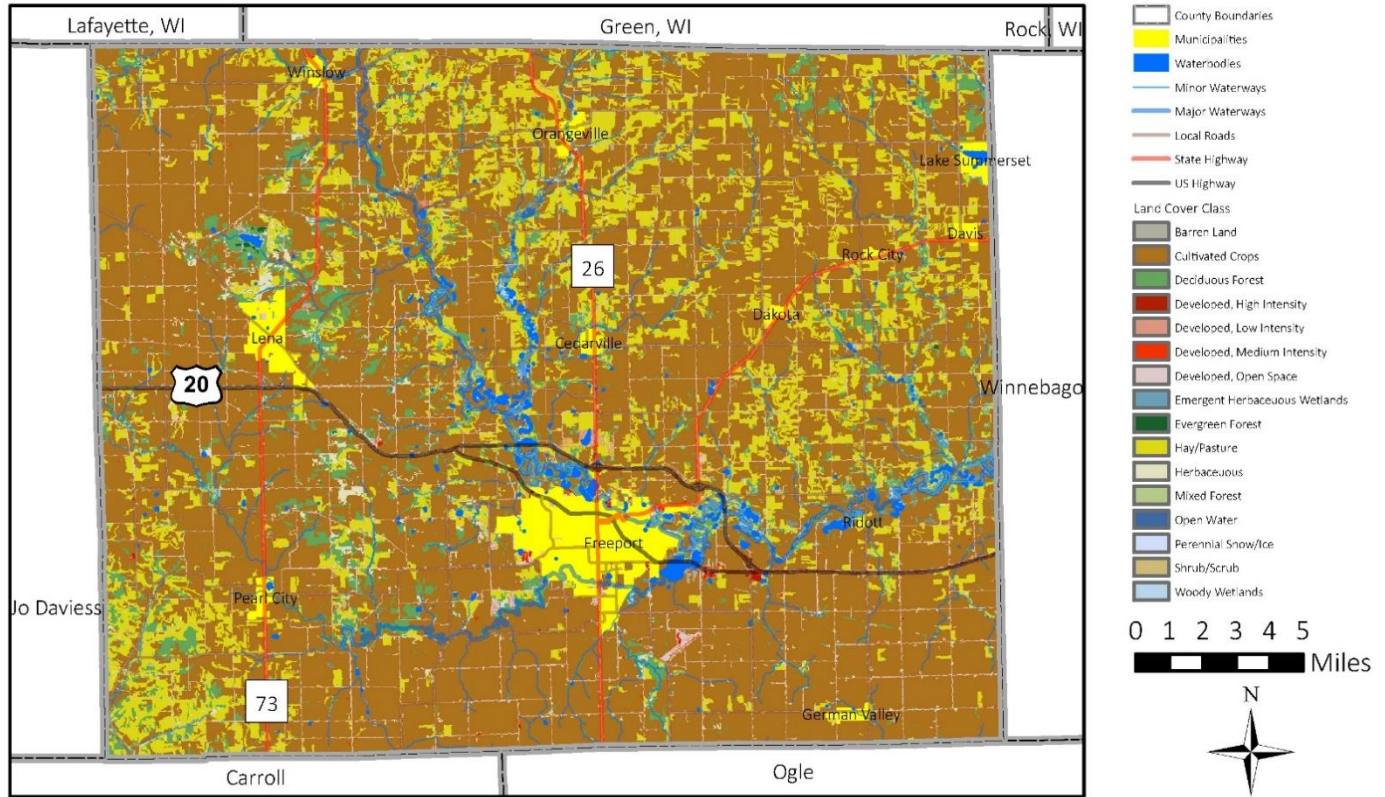 Lafayette, WI
Green, WI
Rock, WI
Winslow
Orangeville
Lake Summerset
Davis
Rock City
26
Dakota
Cedarville
Lena
20
Winnebago
Ridott
Freeport
Pearl City
Jo Daviess
73
German Valley
Carroll
Ogle
County Boundaries
Municipalities
Waterbodies
Minor Waterways
Major Waterways
Local Roads
State Highway
US Highway
Land Cover Class
Barren Land
Cultivated Crops
Deciduous Forest
Developed, High Intensity
Developed, Low Intensity
Developed, Medium Intensity
Developed, Open Space
Emergent Herbaceuous Wetlands
Evergreen Forest
Hay/Pasture
Herbaceuous
Mixed Forest
Open Water
Perennial Snow/Ice
Shrub/Scrub
Woody Wetlands
0 1 2 3 4 5
Miles
N